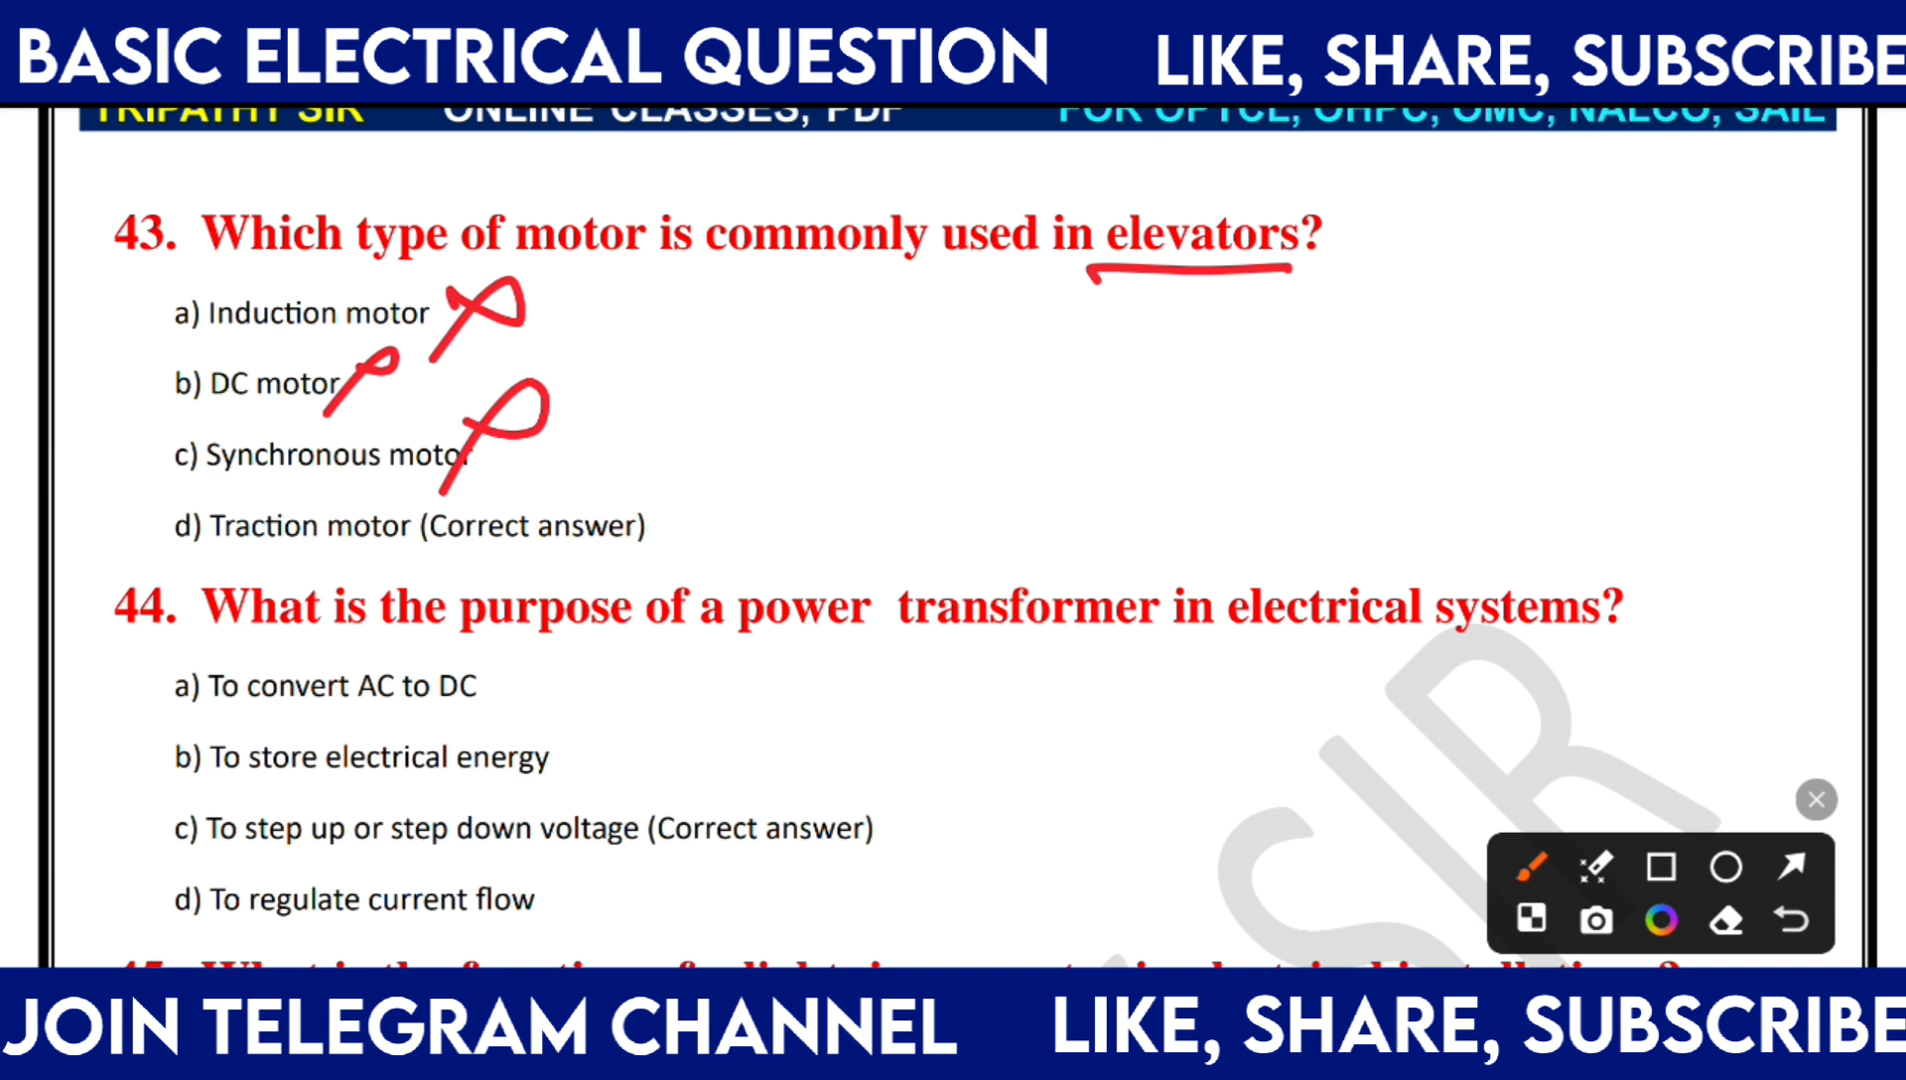 BASIC ELECTRICAL QUESTION LIKE, SHARE, SUBSCRIBE
TRIPATHY SIR ONLINE CLASSES, PDF FOR OPTCL, OHPC, OMC, NALCO, SAIL
43. Which type of motor is commonly used in elevators?
a) Induction motor
b) DC motor
c) Synchronous motor
d) Traction motor (Correct answer)
44. What is the purpose of a power transformer in electrical systems?
a) To convert AC to DC
b) To store electrical energy
c) To step up or step down voltage (Correct answer)
d) To regulate current flow
SIR
JOIN TELEGRAM CHANNEL LIKE, SHARE, SUBSCRIBE